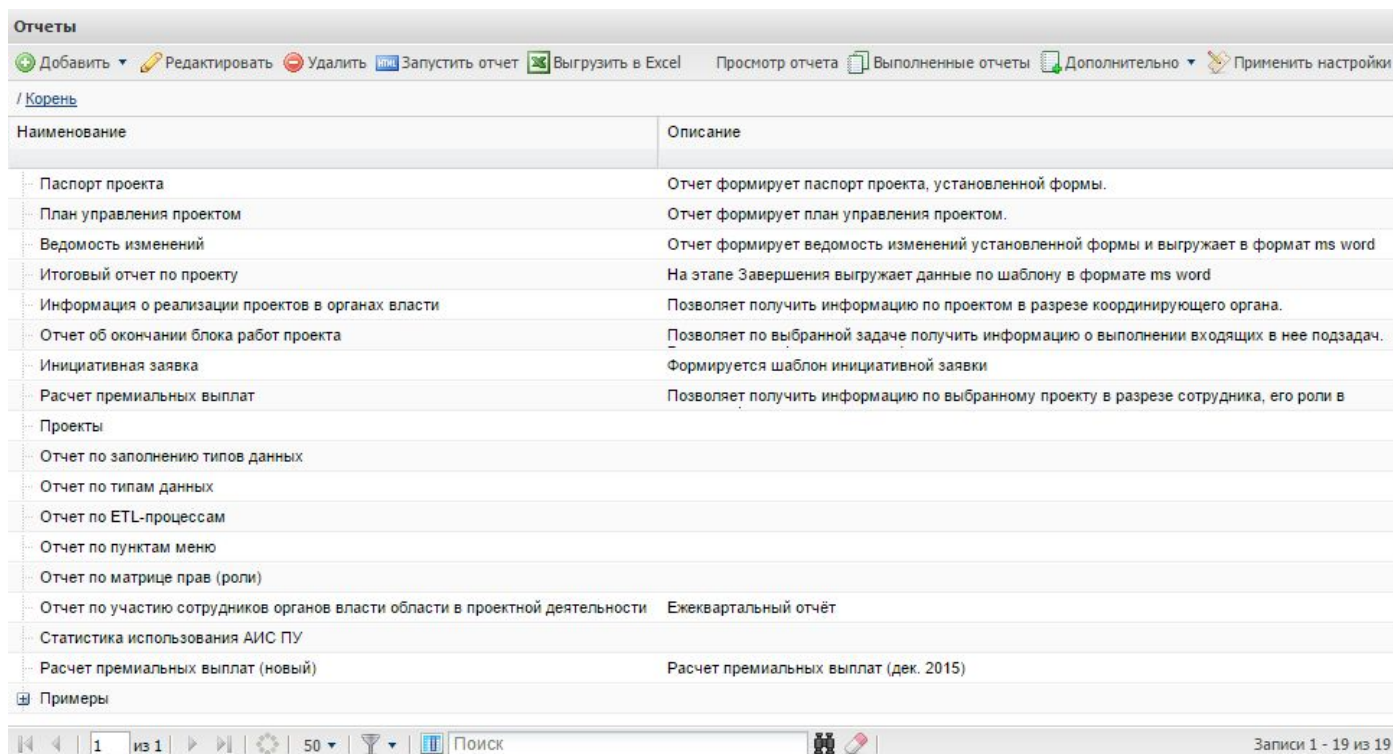 Отчеты
Добавить Редактировать Удалить HTML Запустить отчет Выгрузить в Excel Просмотр отчета Выполненные отчеты Дополнительно Применить настройки
/ Корень
Наименование Описание
Паспорт проекта Отчет формирует паспорт проекта, установленной формы.
План управления проектом Отчет формирует план управления проектом.
Ведомость изменений Отчет формирует ведомость изменений установленной формы и выгружает в формат ms word
Итоговый отчет по проекту На этапе Завершения выгружает данные по шаблону в формате ms word
Информация о реализации проектов в органах власти Позволяет получить информацию по проектом в разрезе координирующего органа.
Отчет об окончании блока работ проекта Позволяет по выбранной задаче получить информацию о выполнении входящих в нее подзадач.
Инициативная заявка Формируется шаблон инициативной заявки
Расчет премиальных выплат Позволяет получить информацию по выбранному проекту в разрезе сотрудника, его роли в
Проекты
Отчет по заполнению типов данных
Отчет по типам данных
Отчет по ETL-процессам
Отчет по пунктам меню
Отчет по матрице прав (роли)
Отчет по участию сотрудников органов власти области в проектной деятельности Ежеквартальный отчёт
Статистика использования АИС ПУ
Расчет премиальных выплат (новый) Расчет премиальных выплат (дек. 2015)
Примеры
1 из 1 50 Поиск Записи 1 - 19 из 19